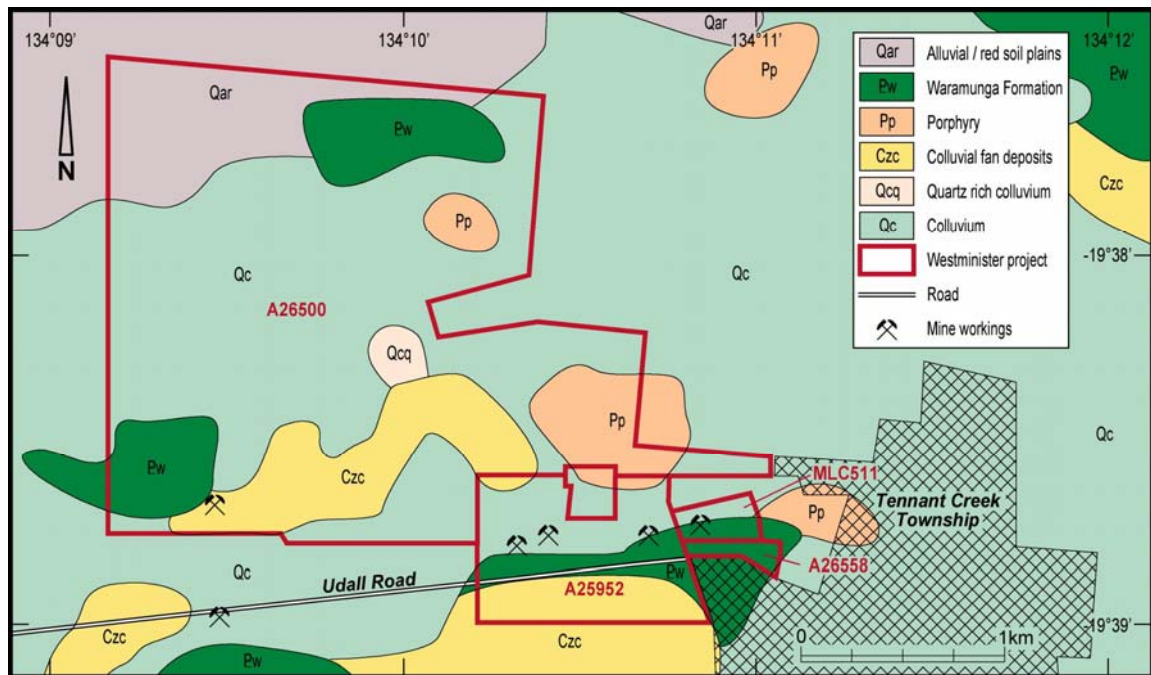 134°09'
134°10'
134°11'
134°12'
Qar
Qar
Pp
Pw
Pw
N
Pp
Czc
Qc
Qc
-19°38'
A26500
Qcq
Pp
Qc
Pw
Czc
MLC511
Pp
Tennant Creek
Township
Qc
Udall Road
A25952
Pw
A26558
Czc
Czc
Pw
0
1km
-19°39'
Qar Alluvial / red soil plains
Pw Waramunga Formation
Pp Porphyry
Czc Colluvial fan deposits
Qcq Quartz rich colluvium
Qc Colluvium
Westminister project
Road
Mine workings